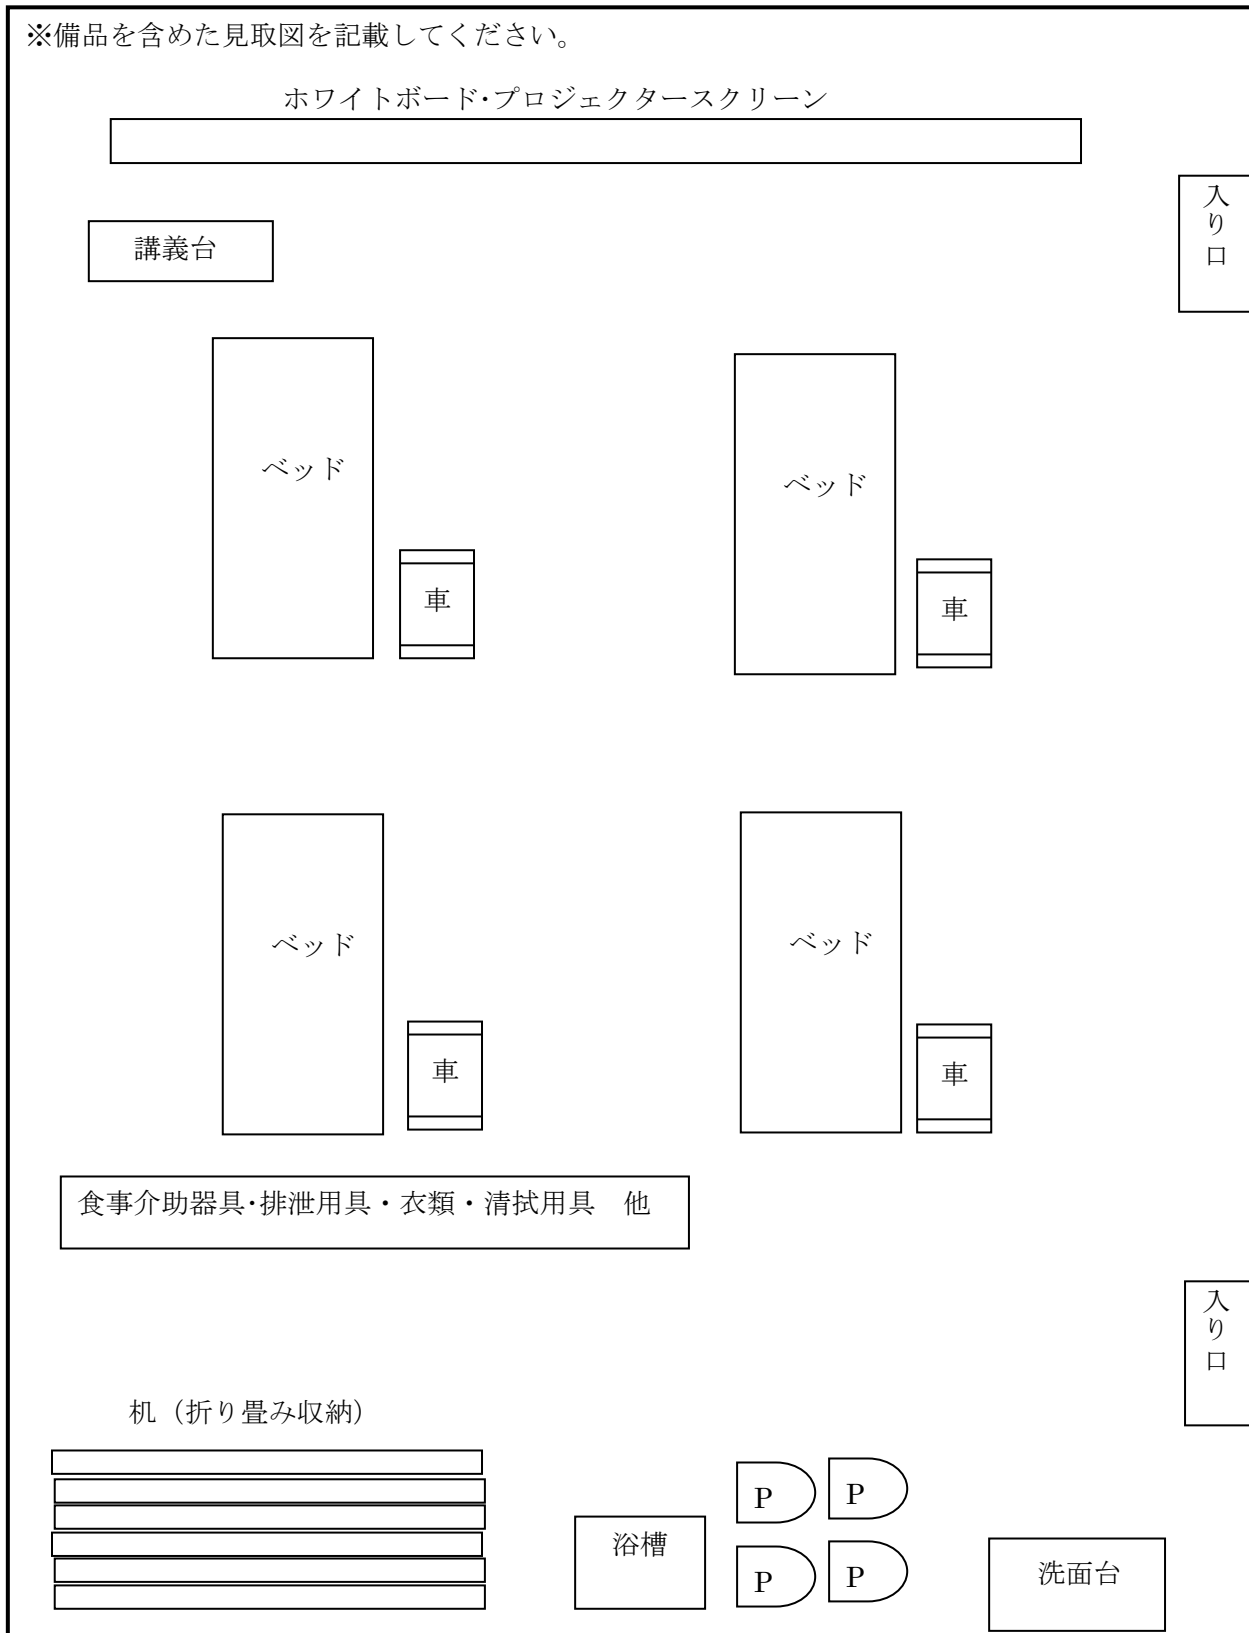 ※備品を含めた見取図を記載してください。
ホワイトボード･プロジェクタースクリーン
入り口
講義台
ベッド
ベッド
車
車
ベッド
ベッド
車
車
食事介助器具･排泄用具・衣類・清拭用具　他
入り口
机（折り畳み収納）
P
P
浴槽
P
P
洗面台